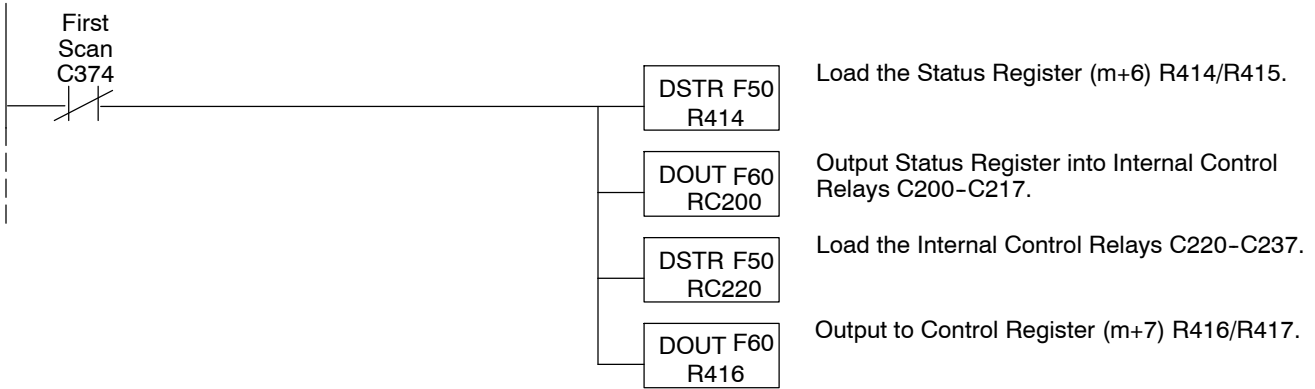 First
Scan
C374
DSTR F50
R414
Load the Status Register (m+6) R414/R415.
DOUT F60
RC200
Output Status Register into Internal Control
Relays C200-C217.
DSTR F50
RC220
Load the Internal Control Relays C220-C237.
DOUT F60
R416
Output to Control Register (m+7) R416/R417.